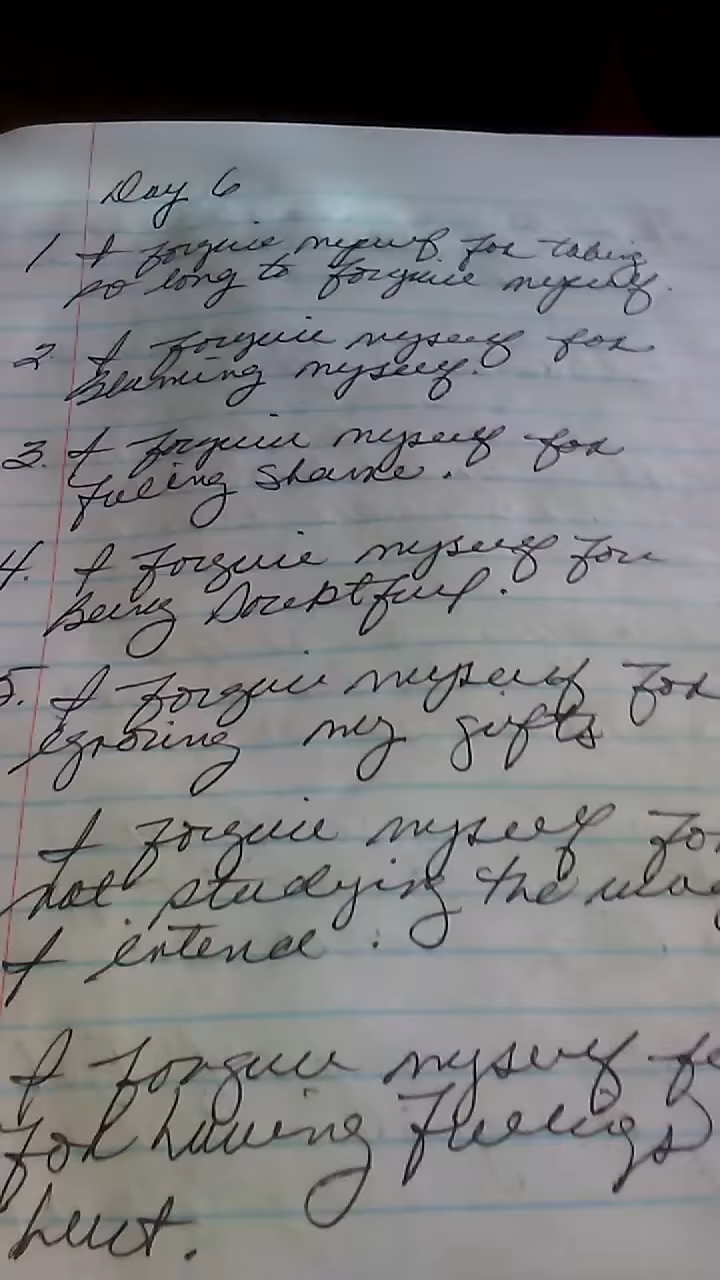 Day 6
1 I forgive myself for taking
so long to forgive myself.
2 I forgive myself for
Blaming myself.
3. I forgive myself for
feeling shame.
4. I forgive myself for
Being Doubtful.
5. I forgive myself for
ignoring my gifts
I forgive myself for
not studying the way
I intend.
I forgive myself fo
for having feelings
hurt.